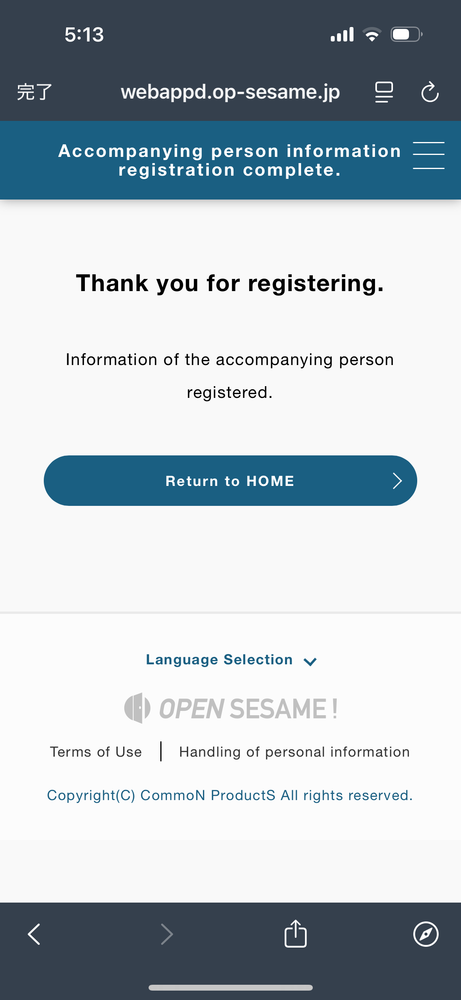 5:13
完了
webappd.op-sesame.jp
Accompanying person information
registration complete.
Thank you for registering.
Information of the accompanying person
registered.
Return to HOME
Language Selection
OPEN SESAME !
Terms of Use | Handling of personal information
Copyright(C) CommoN ProductS All rights reserved.